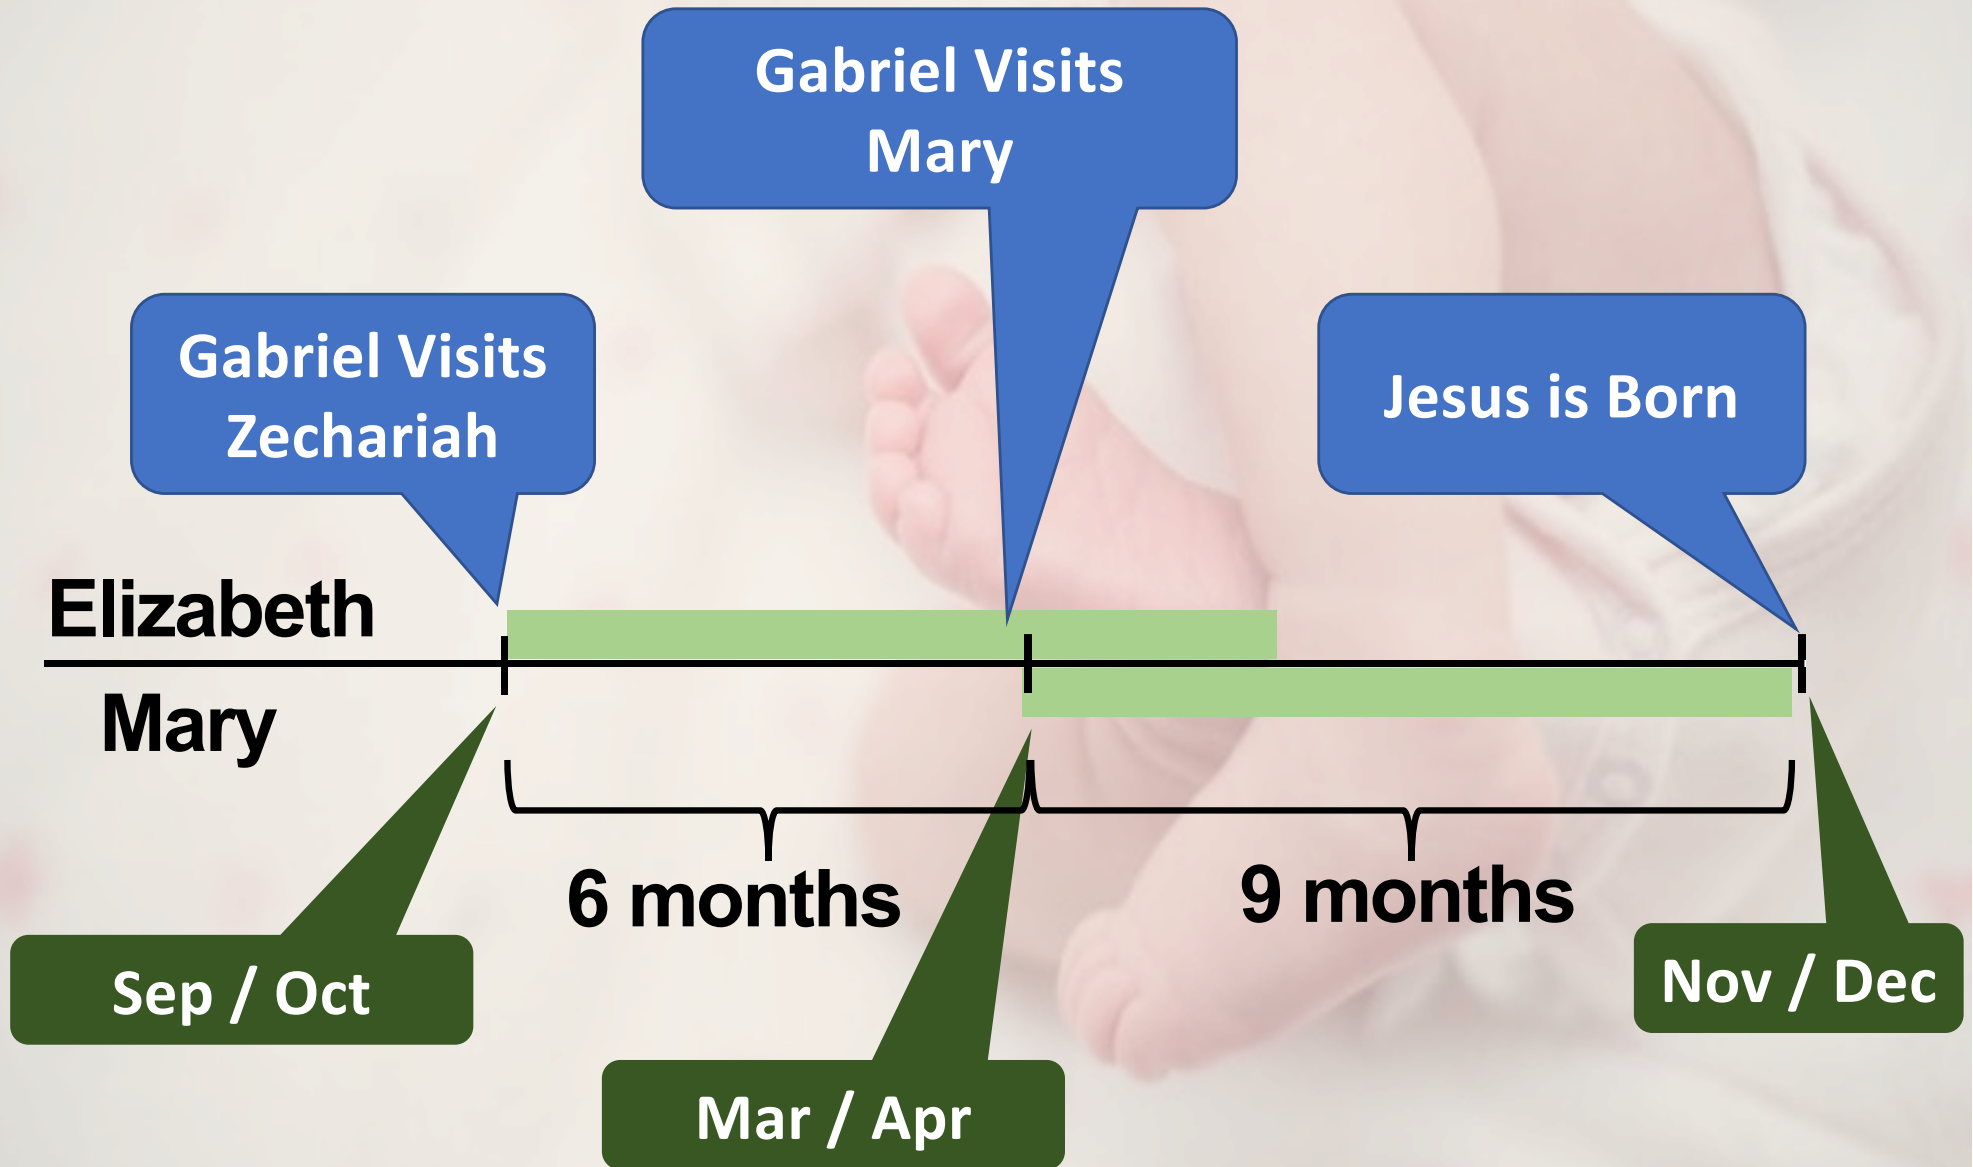 Gabriel Visits
Mary
Gabriel Visits
Zechariah
Jesus is Born
Elizabeth
Mary
6 months
9 months
Sep / Oct
Nov / Dec
Mar / Apr